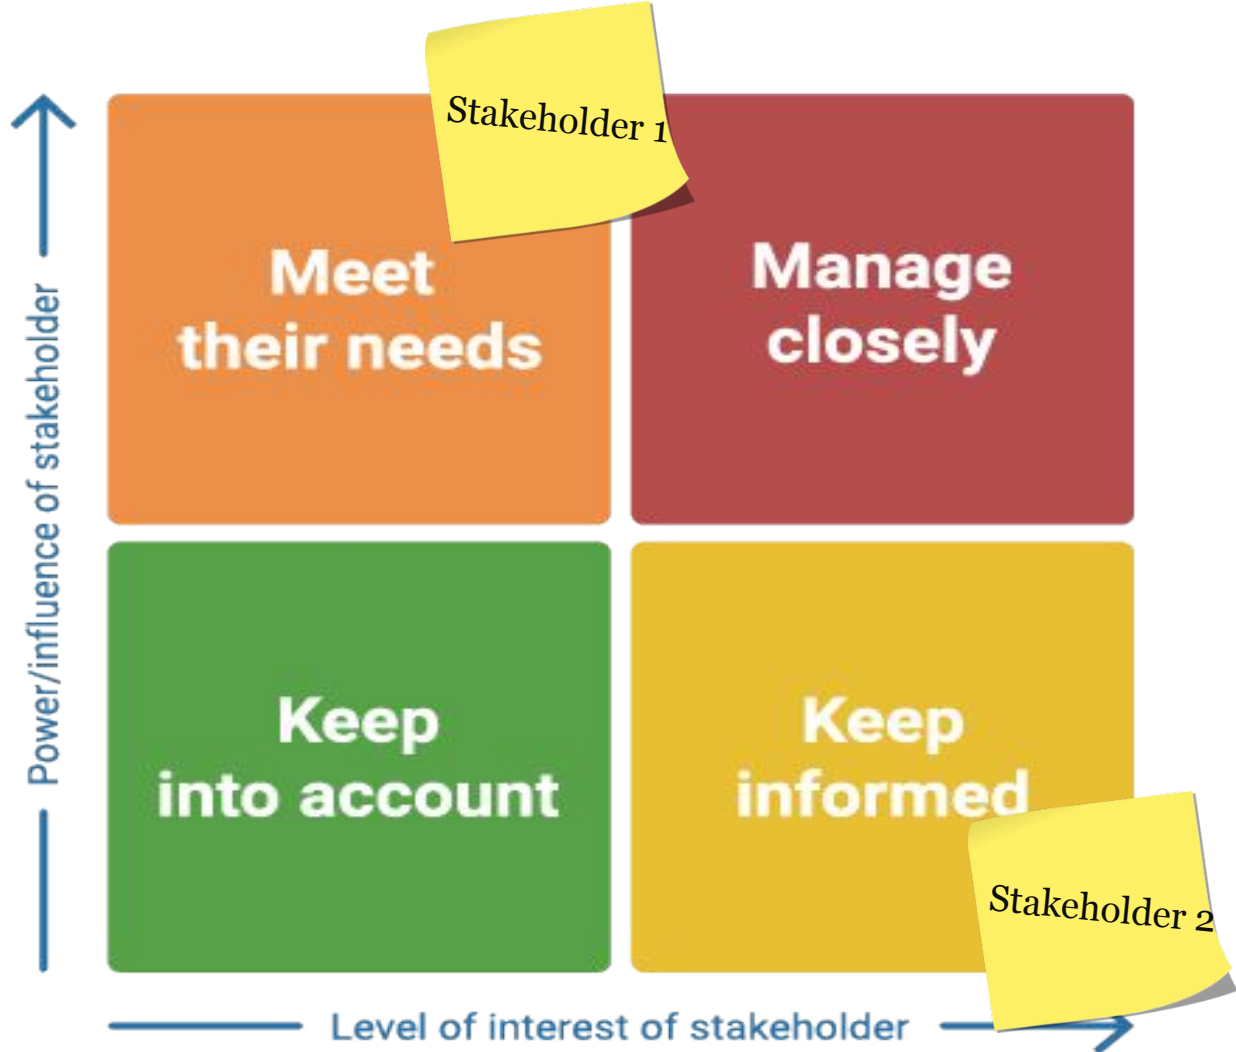 Stakeholder 1
Meet
their needs
Manage
closely
Power/influence of stakeholder
Keep
into account
Keep
informed
Stakeholder 2
Level of interest of stakeholder